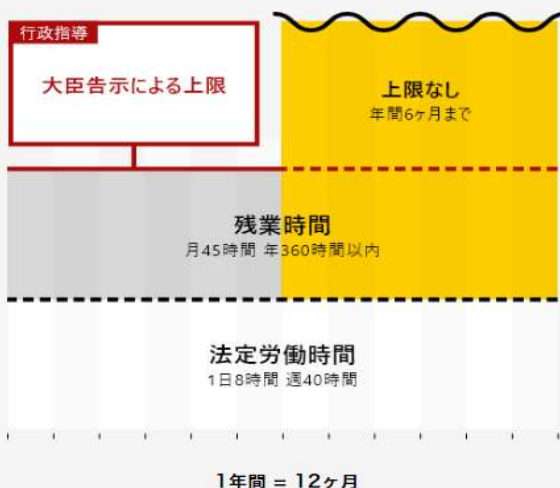 行政指導
大臣告示による上限
上限なし
年間6ヶ月まで
残業時間
月45時間 年360時間以内
法定労働時間
1日8時間 週40時間
1年間 = 12ヶ月